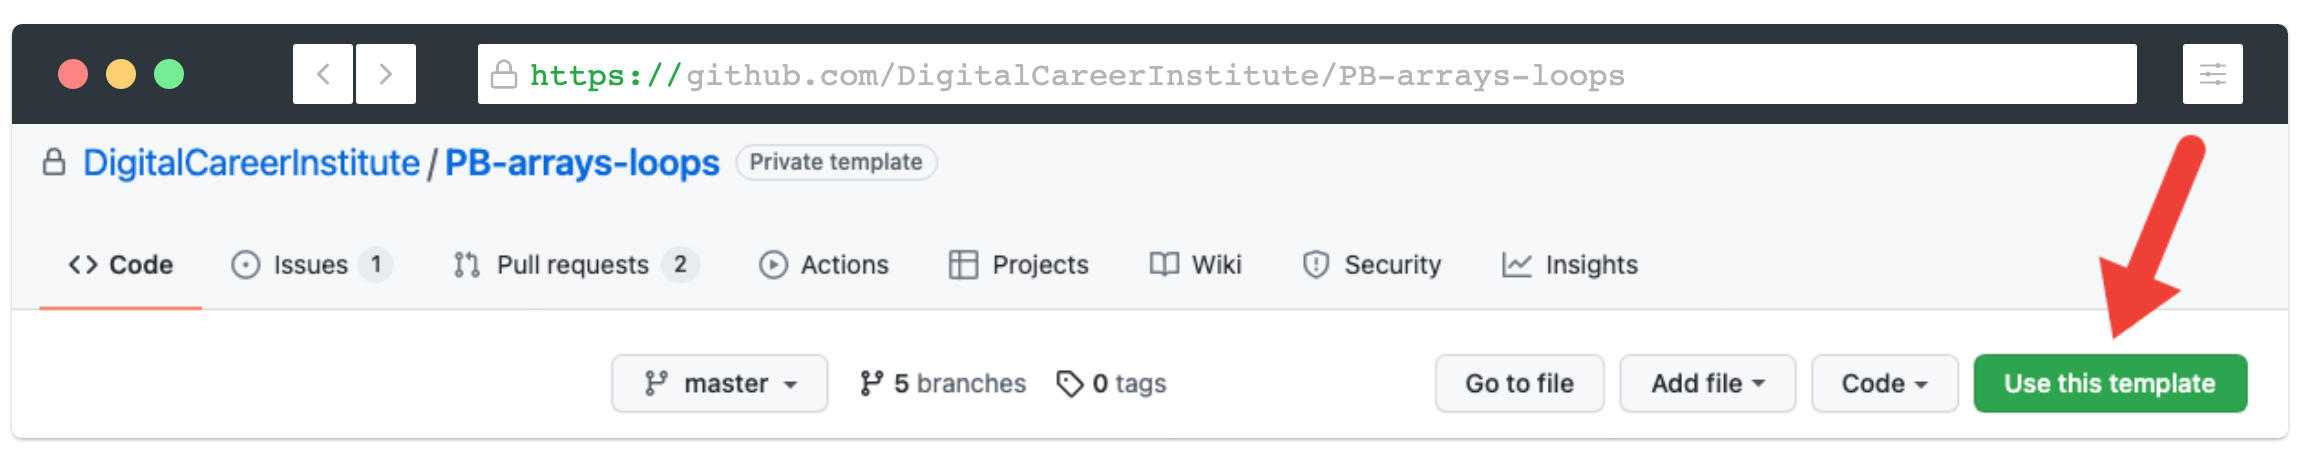 https://github.com/DigitalCareerInstitute/PB-arrays-loops
DigitalCareerInstitute / PB-arrays-loops Private template
Code Issues 1 Pull requests 2 Actions Projects Wiki Security Insights
master 5 branches 0 tags Go to file Add file Code Use this template